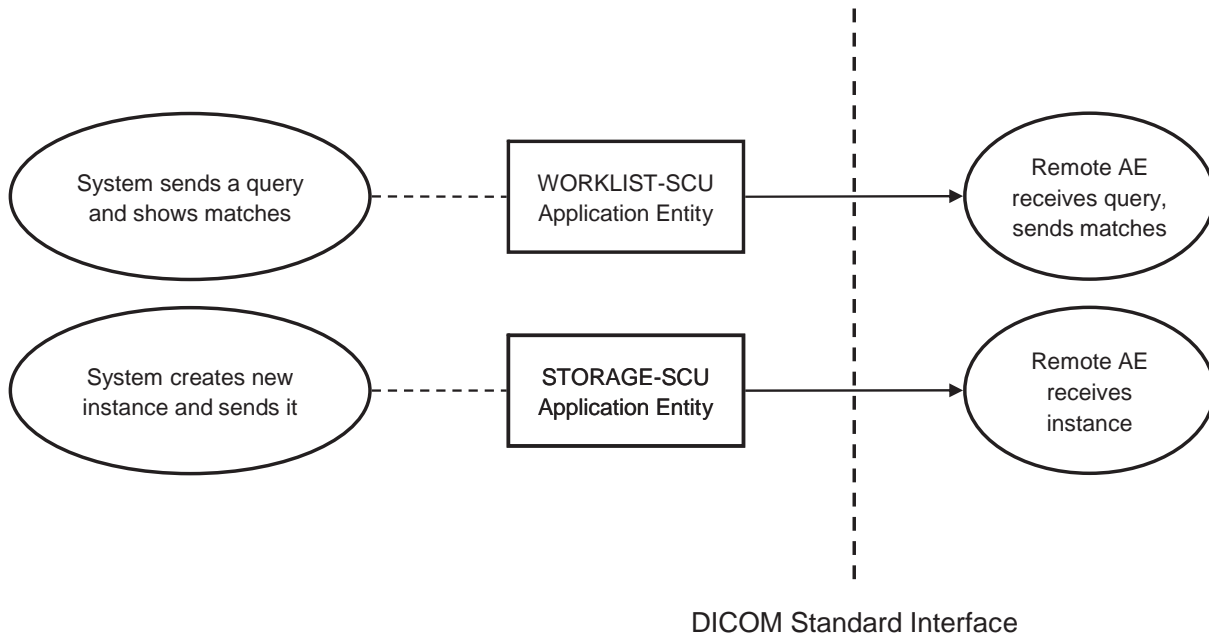 System sends a query
and shows matches
WORKLIST-SCU
Application Entity
Remote AE
receives query,
sends matches
System creates new
instance and sends it
STORAGE-SCU
Application Entity
Remote AE
receives
instance
DICOM Standard Interface